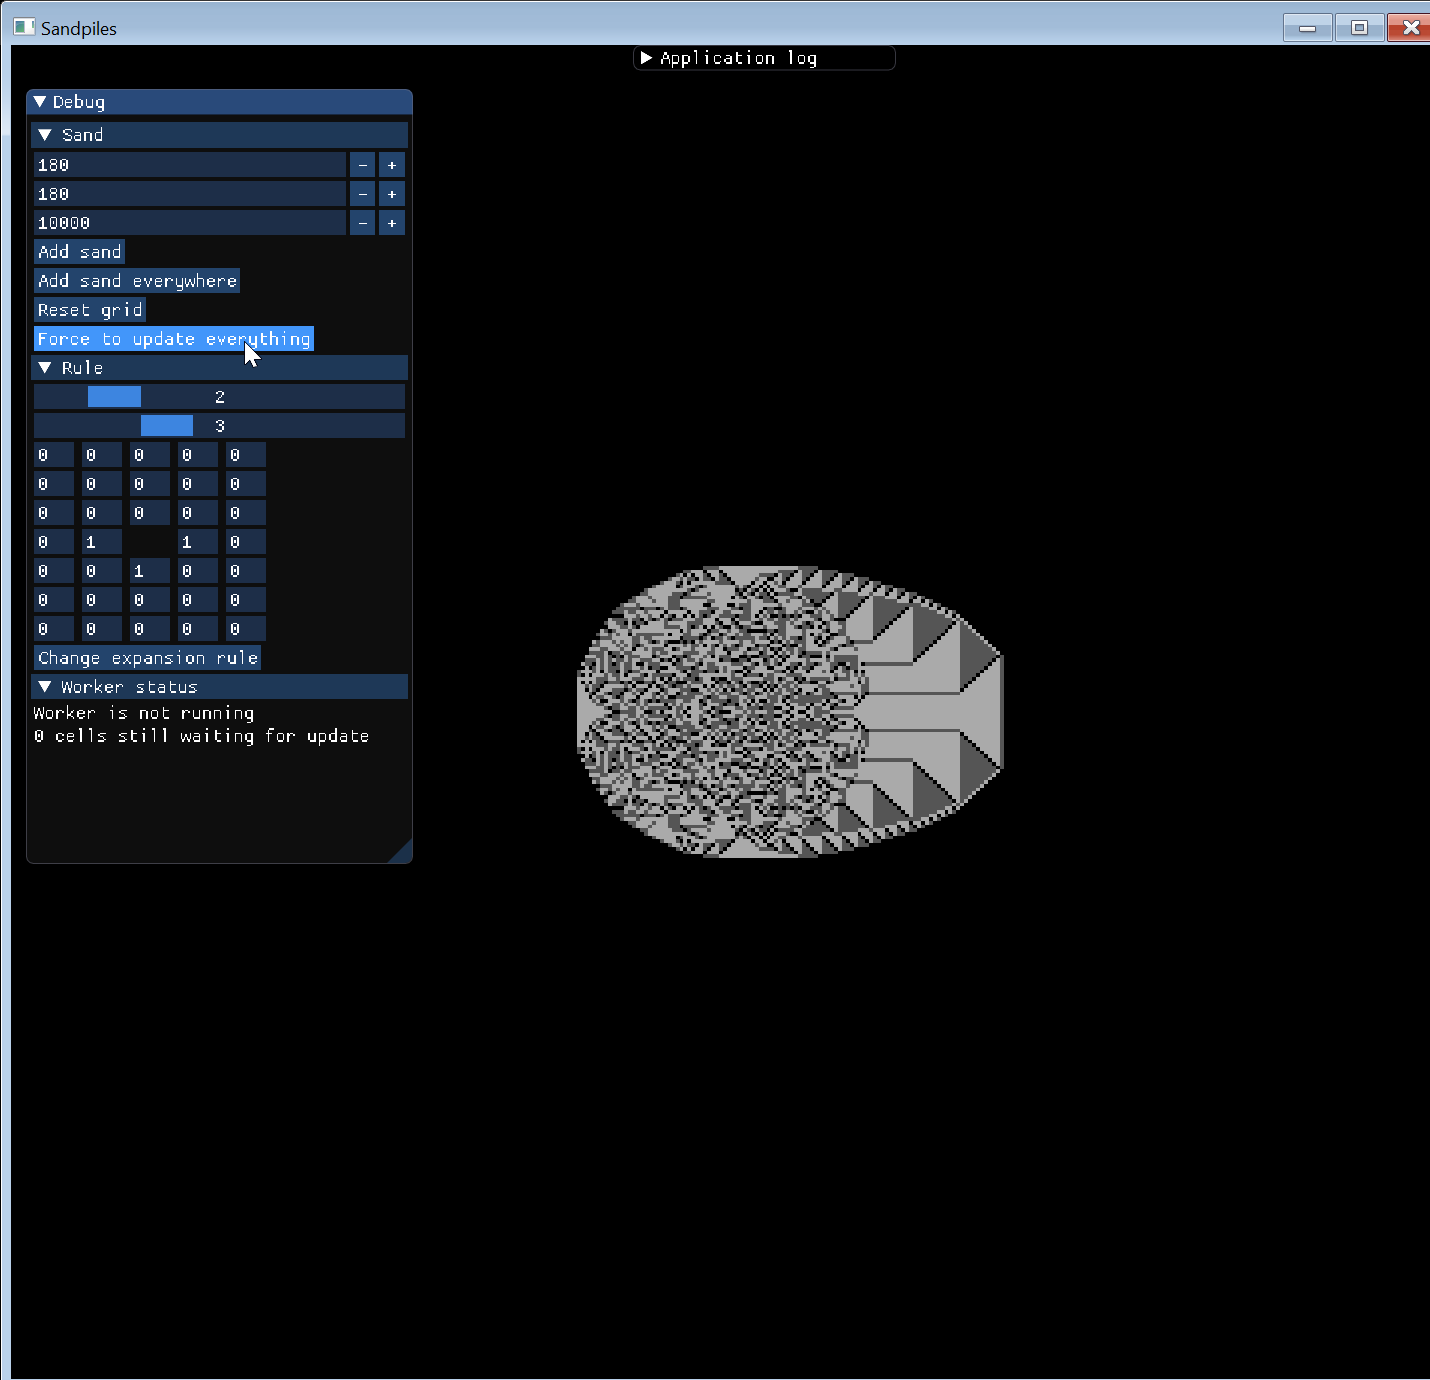 Sandpiles
Application log
Debug
Sand
180 - +
180 - +
10000 - +
Add sand
Add sand everywhere
Reset grid
Force to update everything
Rule
2
3
0 0 0 0 0
0 0 0 0 0
0 0 0 0 0
0 1 1 0
0 0 1 0 0
0 0 0 0 0
0 0 0 0 0
Change expansion rule
Worker status
Worker is not running
0 cells still waiting for update